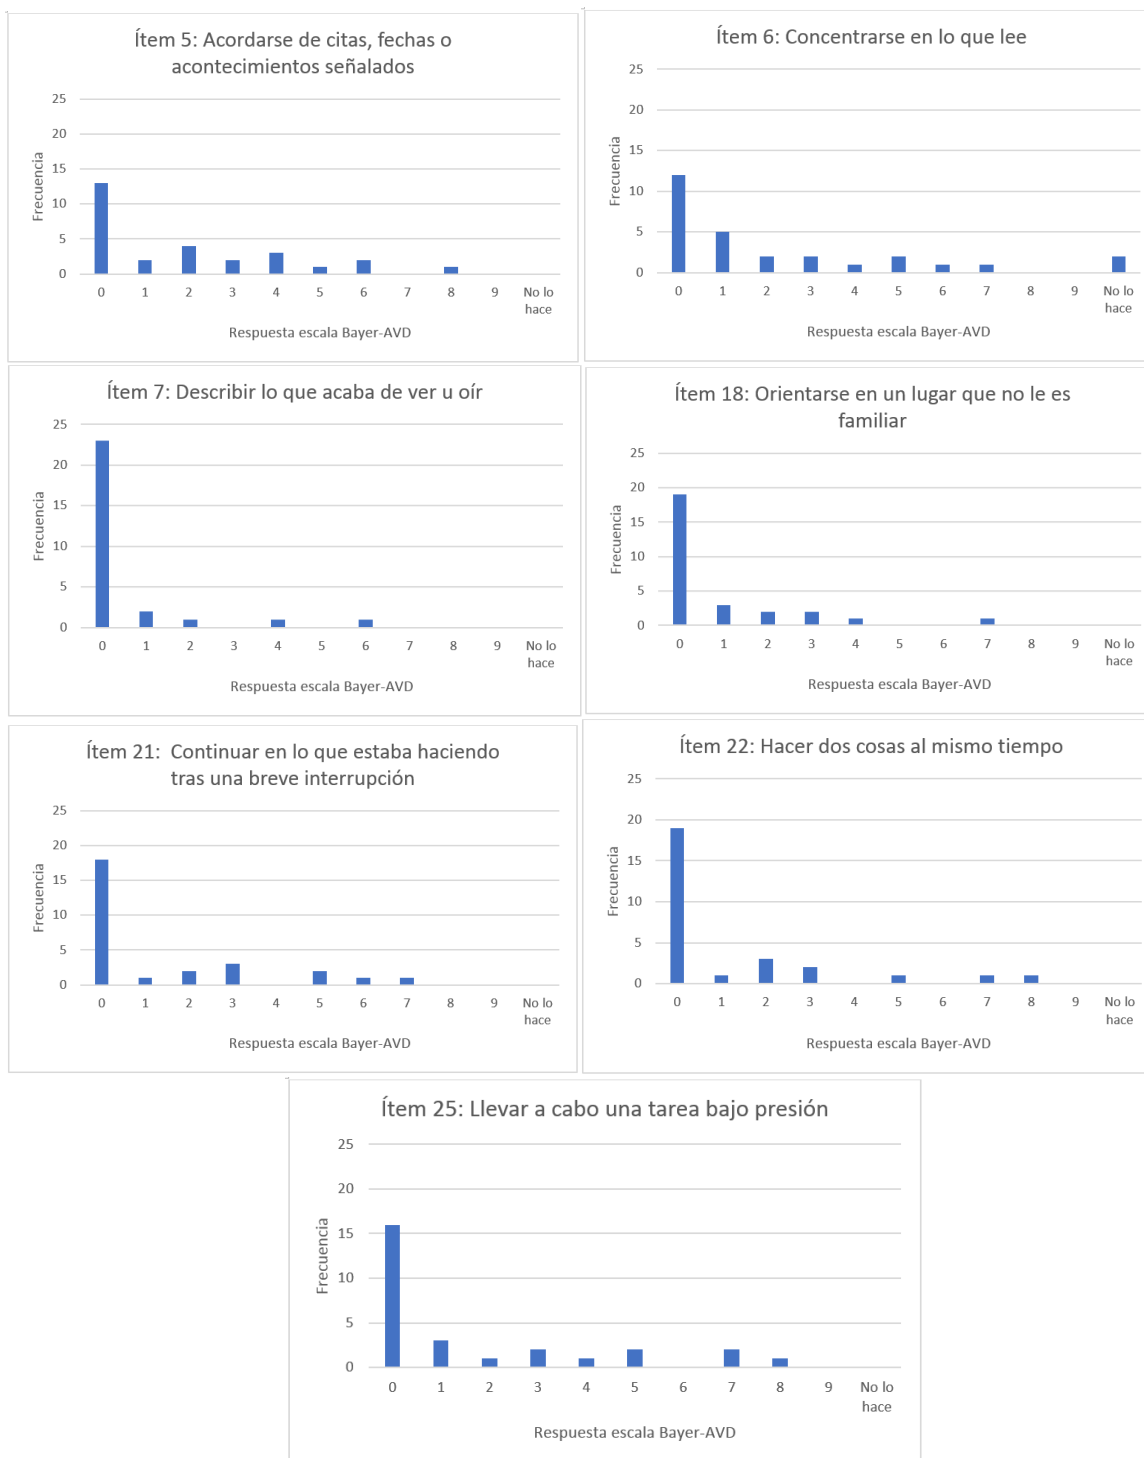 Ítem 5: Acordarse de citas, fechas o
acontecimientos señalados
25
20
15
10
5
0
Frecuencia
0 1 2 3 4 5 6 7 8 9 No lo
hace
Respuesta escala Bayer-AVD
Ítem 6: Concentrarse en lo que lee
25
20
15
10
5
0
Frecuencia
0 1 2 3 4 5 6 7 8 9 No lo
hace
Respuesta escala Bayer-AVD
Ítem 7: Describir lo que acaba de ver u oír
25
20
15
10
5
0
Frecuencia
0 1 2 3 4 5 6 7 8 9 No lo
hace
Respuesta escala Bayer-AVD
Ítem 18: Orientarse en un lugar que no le es
familiar
25
20
15
10
5
0
Frecuencia
0 1 2 3 4 5 6 7 8 9 No lo
hace
Respuesta escala Bayer-AVD
Ítem 21: Continuar en lo que estaba haciendo
tras una breve interrupción
25
20
15
10
5
0
Frecuencia
0 1 2 3 4 5 6 7 8 9 No lo
hace
Respuesta escala Bayer-AVD
Ítem 22: Hacer dos cosas al mismo tiempo
25
20
15
10
5
0
Frecuencia
0 1 2 3 4 5 6 7 8 9 No lo
hace
Respuesta escala Bayer-AVD
Ítem 25: Llevar a cabo una tarea bajo presión
25
20
15
10
5
0
Frecuencia
0 1 2 3 4 5 6 7 8 9 No lo
hace
Respuesta escala Bayer-AVD